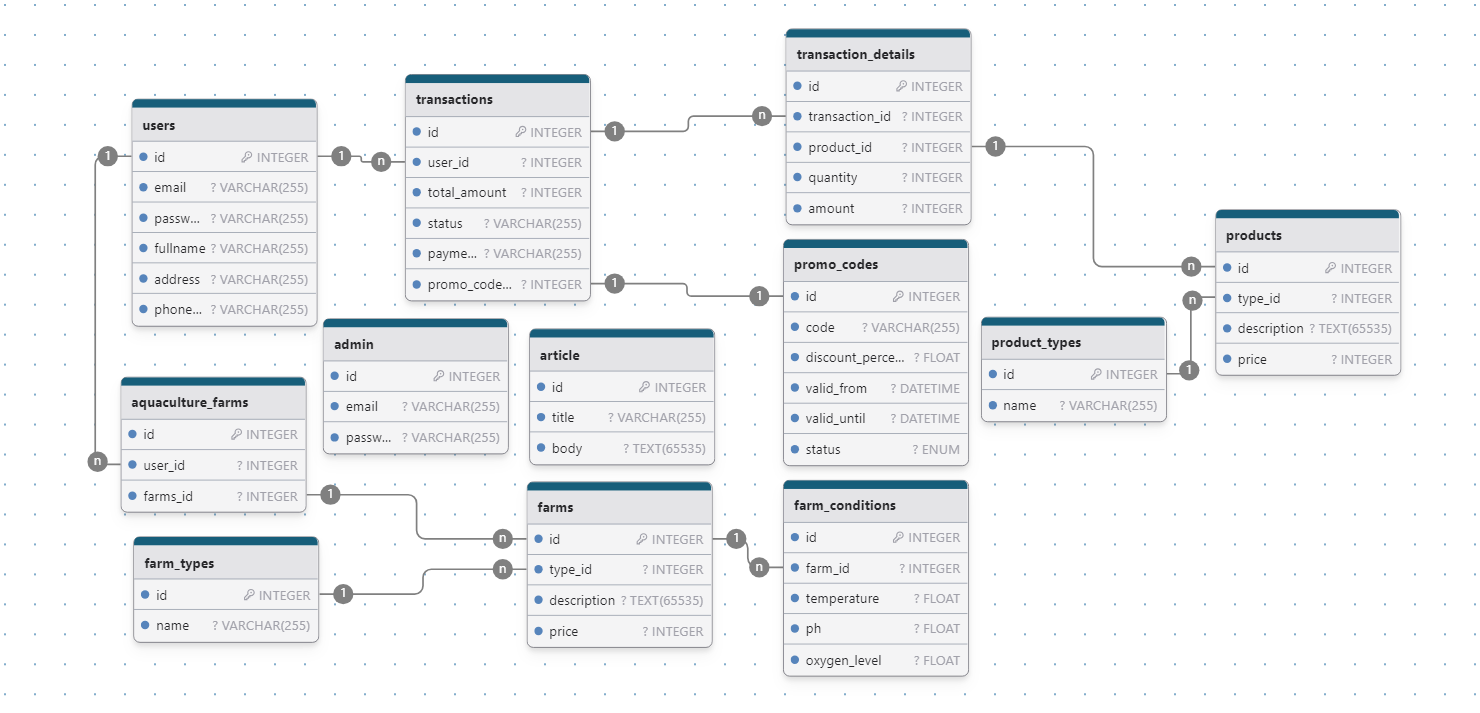 users
id INTEGER
email ? VARCHAR(255)
passw... ? VARCHAR(255)
fullname ? VARCHAR(255)
address ? VARCHAR(255)
phone... ? VARCHAR(255)
1
1
n
transactions
id INTEGER
user_id ? INTEGER
total_amount ? INTEGER
status ? VARCHAR(255)
payme... ? VARCHAR(255)
promo_code... ? INTEGER
1
n
1
1
transaction_details
id INTEGER
transaction_id ? INTEGER
product_id ? INTEGER
quantity ? INTEGER
amount ? INTEGER
1
n
promo_codes
id INTEGER
code ? VARCHAR(255)
discount_perce... ? FLOAT
valid_from ? DATETIME
valid_until ? DATETIME
status ? ENUM
products
id INTEGER
type_id ? INTEGER
description ? TEXT(65535)
price ? INTEGER
n
1
product_types
id INTEGER
name ? VARCHAR(255)
admin
id INTEGER
email ? VARCHAR(255)
passw... ? VARCHAR(255)
article
id INTEGER
title ? VARCHAR(255)
body ? TEXT(65535)
aquaculture_farms
id INTEGER
user_id ? INTEGER
farms_id ? INTEGER
n
1
n
farm_types
id INTEGER
name ? VARCHAR(255)
1
n
farms
id INTEGER
type_id ? INTEGER
description ? TEXT(65535)
price ? INTEGER
1
n
farm_conditions
id INTEGER
farm_id ? INTEGER
temperature ? FLOAT
ph ? FLOAT
oxygen_level ? FLOAT